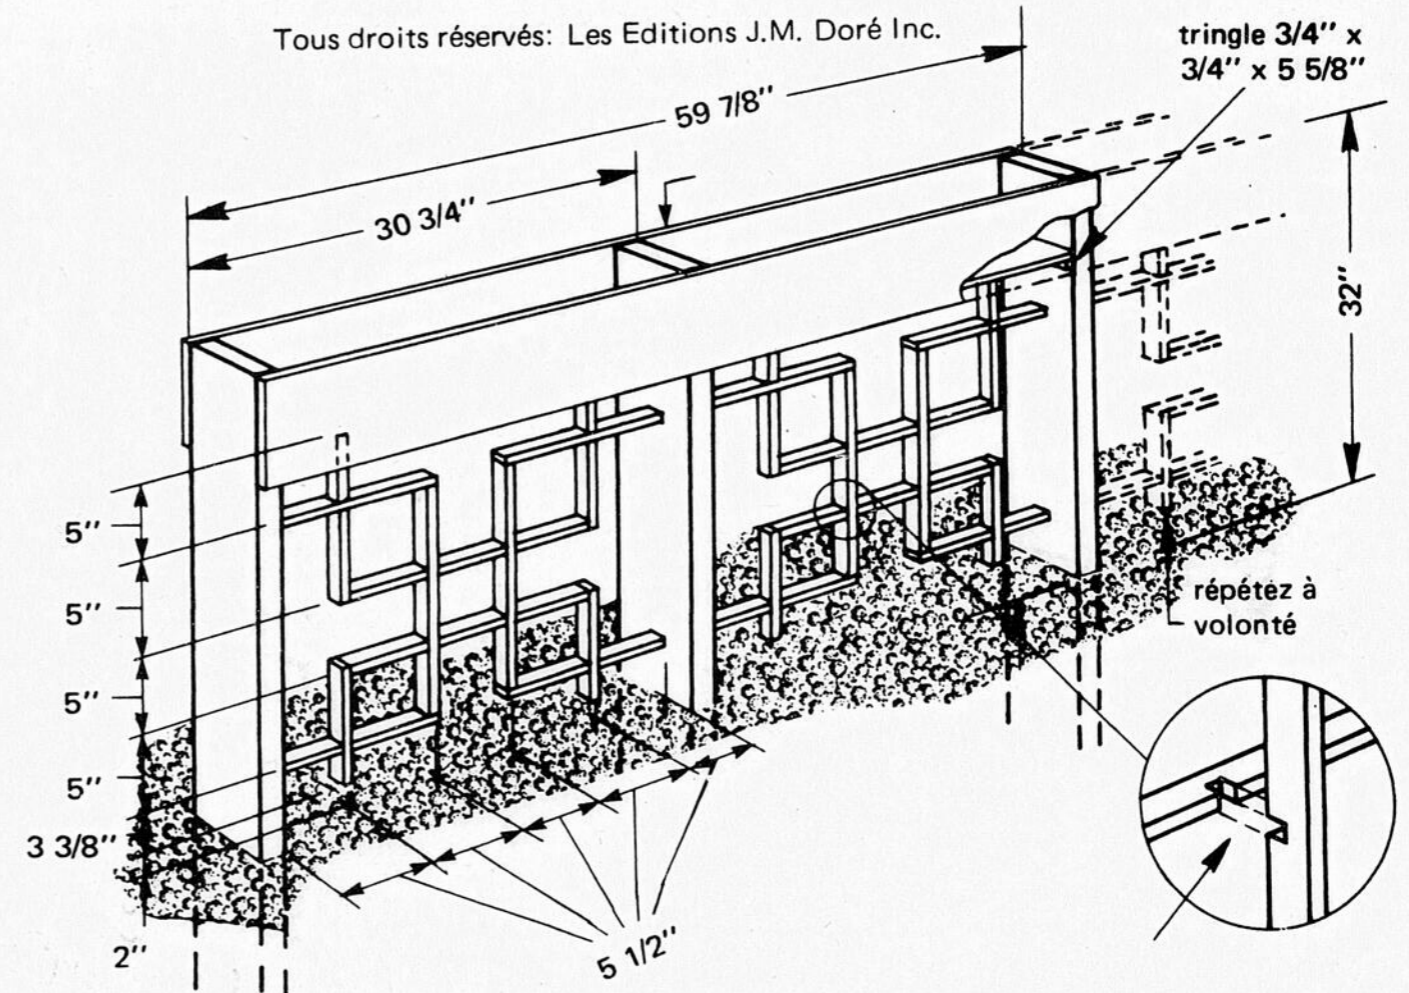 Tous droits réservés: Les Editions J.M. Doré Inc.
tringle 3/4" x
3/4" x 5 5/8"
59 7/8"
30 3/4"
32"
5"
5"
5"
5"
3 3/8"
2"
5 1/2"
répétez à
volonté